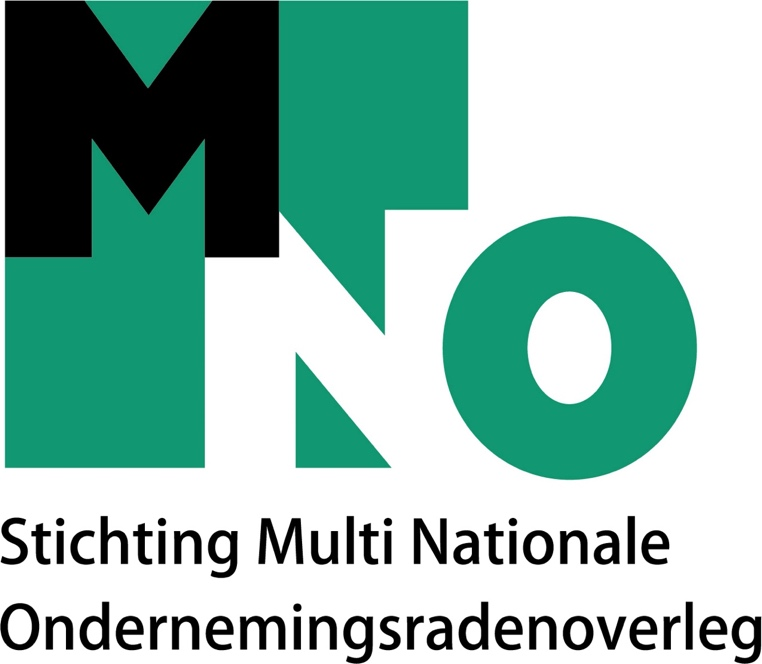 MNO
Stichting Multi Nationale
Ondernemingsradenoverleg